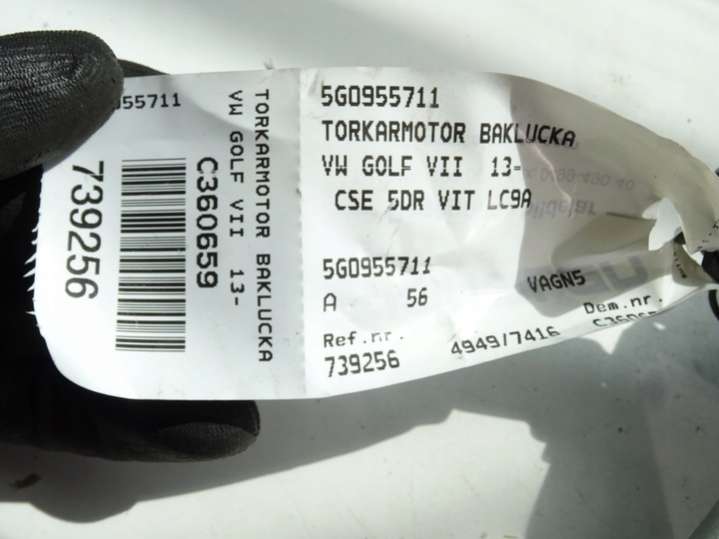 5G0955711
TORKARMOTOR BAKLUCKA
VW GOLF VII 13-
CSE 5DR VIT LC9A
5G0955711
VAGN5
A 56
Dem.nr.
Ref.nr.
739256
4949/7416
955711
TORKARMOTOR BAKLUCKA
VW GOLF VII 13-
C360659
739256